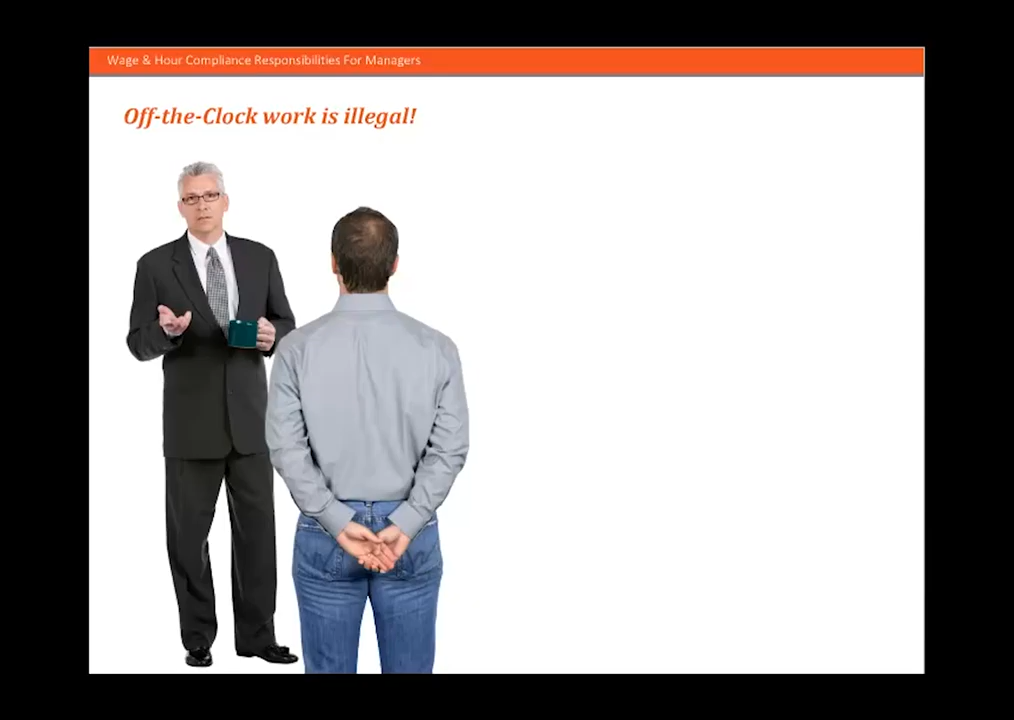 Wage & Hour Compliance Responsibilities For Managers
Off-the-Clock work is illegal!